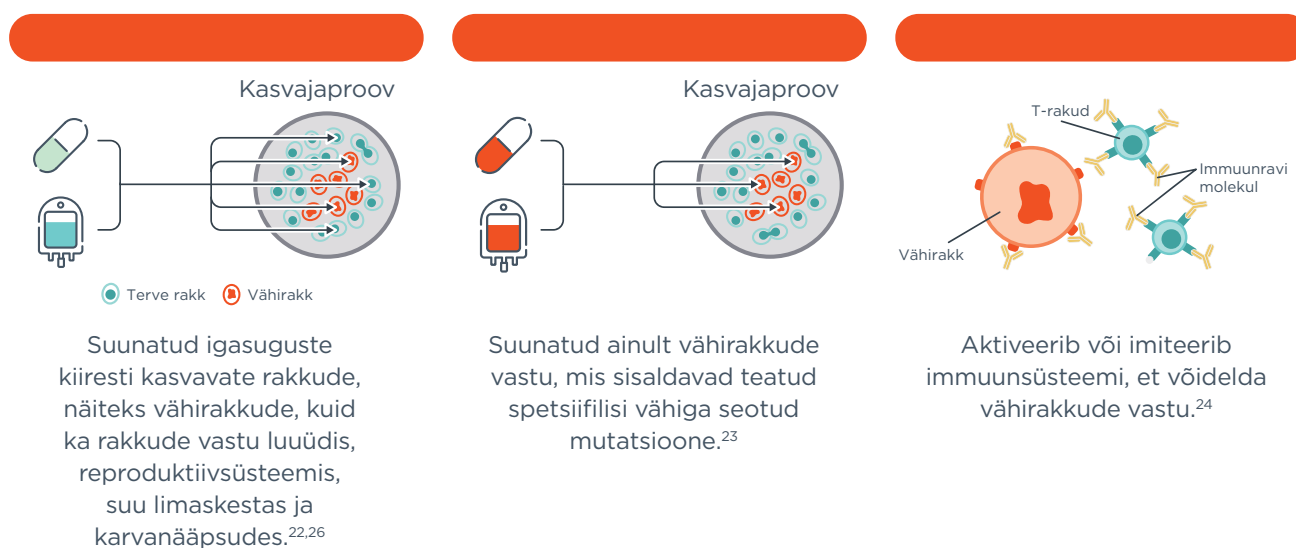 Kasvajaproov
Terve rakk
Vähirakk
Suunatud igasuguste
kiiresti kasvavate rakkude,
näiteks vähirakkude, kuid
ka rakkude vastu luuüdis,
reproduktiivsüsteemis,
suu limaskestas ja
karvanääpsudes.22,26
Kasvajaproov
Suunatud ainult vähirakkude
vastu, mis sisaldavad teatud
spetsiifilisi vähiga seotud
mutatsioone.23
T-rakud
Immuunravi
molekul
Vähirakk
Aktiveerib või imiteerib
immuunsüsteemi, et võidelda
vähirakkude vastu.24